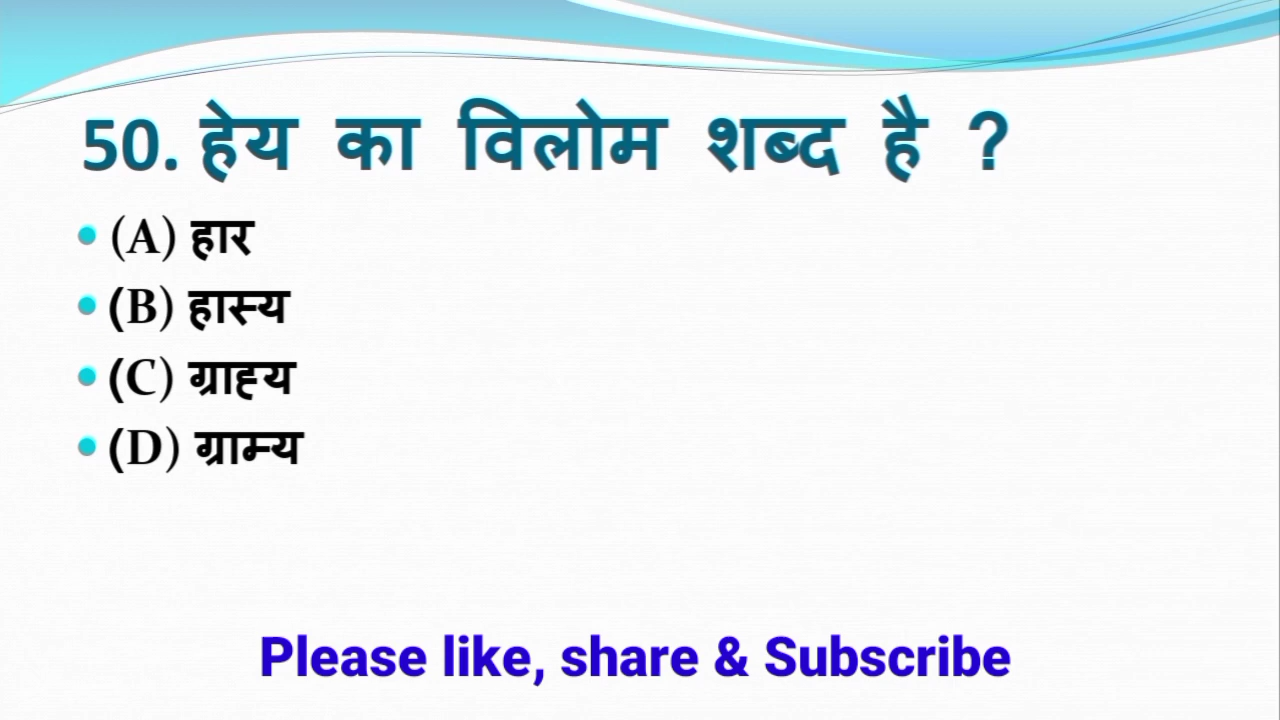 50. हेय का विलोम शब्द है ?
• (A) हार
• (B) हास्य
• (C) ग्राह्य
• (D) ग्राम्य
Please like, share & Subscribe